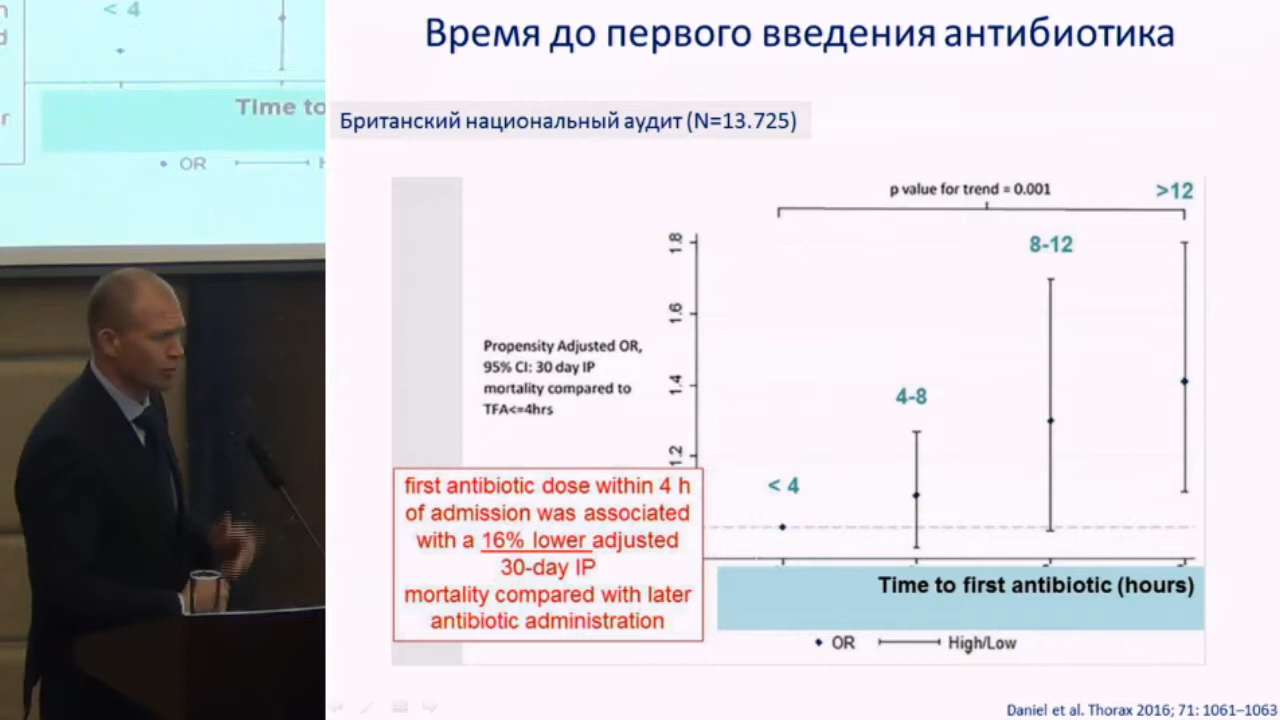 Время до первого введения антибиотика
Британский национальный аудит (N=13.725)
p value for trend = 0.001
>12
8-12
4-8
< 4
1.8
1.6
1.4
1.2
Propensity Adjusted OR,
95% CI: 30 day IP
mortality compared to
TFA<=4hrs
first antibiotic dose within 4 h
of admission was associated
with a 16% lower adjusted
30-day IP
mortality compared with later
antibiotic administration
Time to first antibiotic (hours)
OR
High/Low
Daniel et al. Thorax 2016; 71: 1061–1063
< 4
Time to
OR